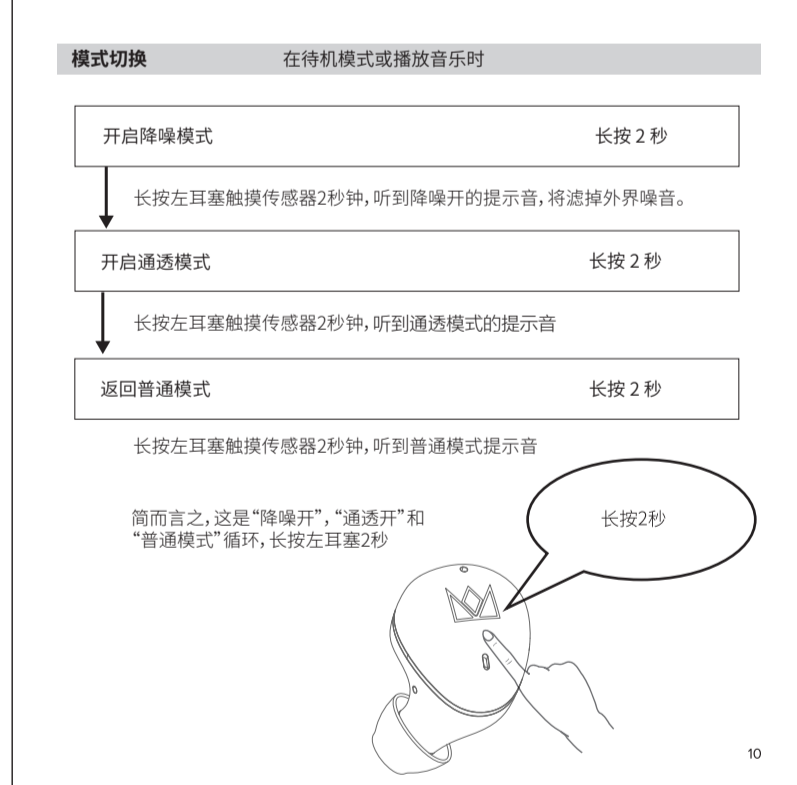 模式切换 在待机模式或播放音乐时
开启降噪模式 长按 2 秒
长按左耳塞触摸传感器2秒钟,听到降噪开的提示音,将滤掉外界噪音。
开启通透模式 长按 2 秒
长按左耳塞触摸传感器2秒钟,听到通透模式的提示音
返回普通模式 长按 2 秒
长按左耳塞触摸传感器2秒钟,听到普通模式提示音
简而言之,这是“降噪开”,“通透开”和
“普通模式”循环,长按左耳塞2秒
长按2秒
10